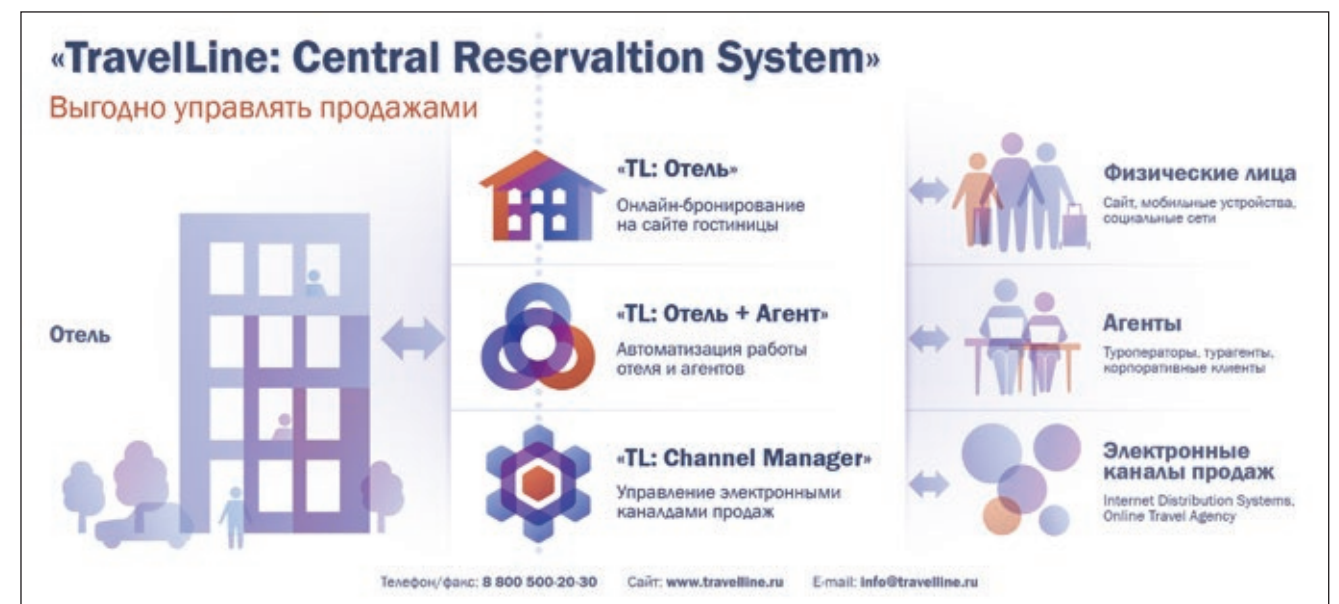 «TravelLine: Central Reservaltion System»
Выгодно управлять продажами
Отель
«TL: Отель»
Онлайн-бронирование
на сайте гостиницы
Физические лица
Сайт, мобильные устройства,
социальные сети
«TL: Отель + Агент»
Автоматизация работы
отеля и агентов
Агенты
Туроператоры, турагенты,
корпоративные клиенты
«TL: Channel Manager»
Управление электронными
каналдами продаж
Электронные
каналы продаж
Internet Distribution Systems,
Online Travel Agency
Телефон/факс: 8 800 500-20-30 Сайт: www.travelline.ru E-mail: info@travelline.ru